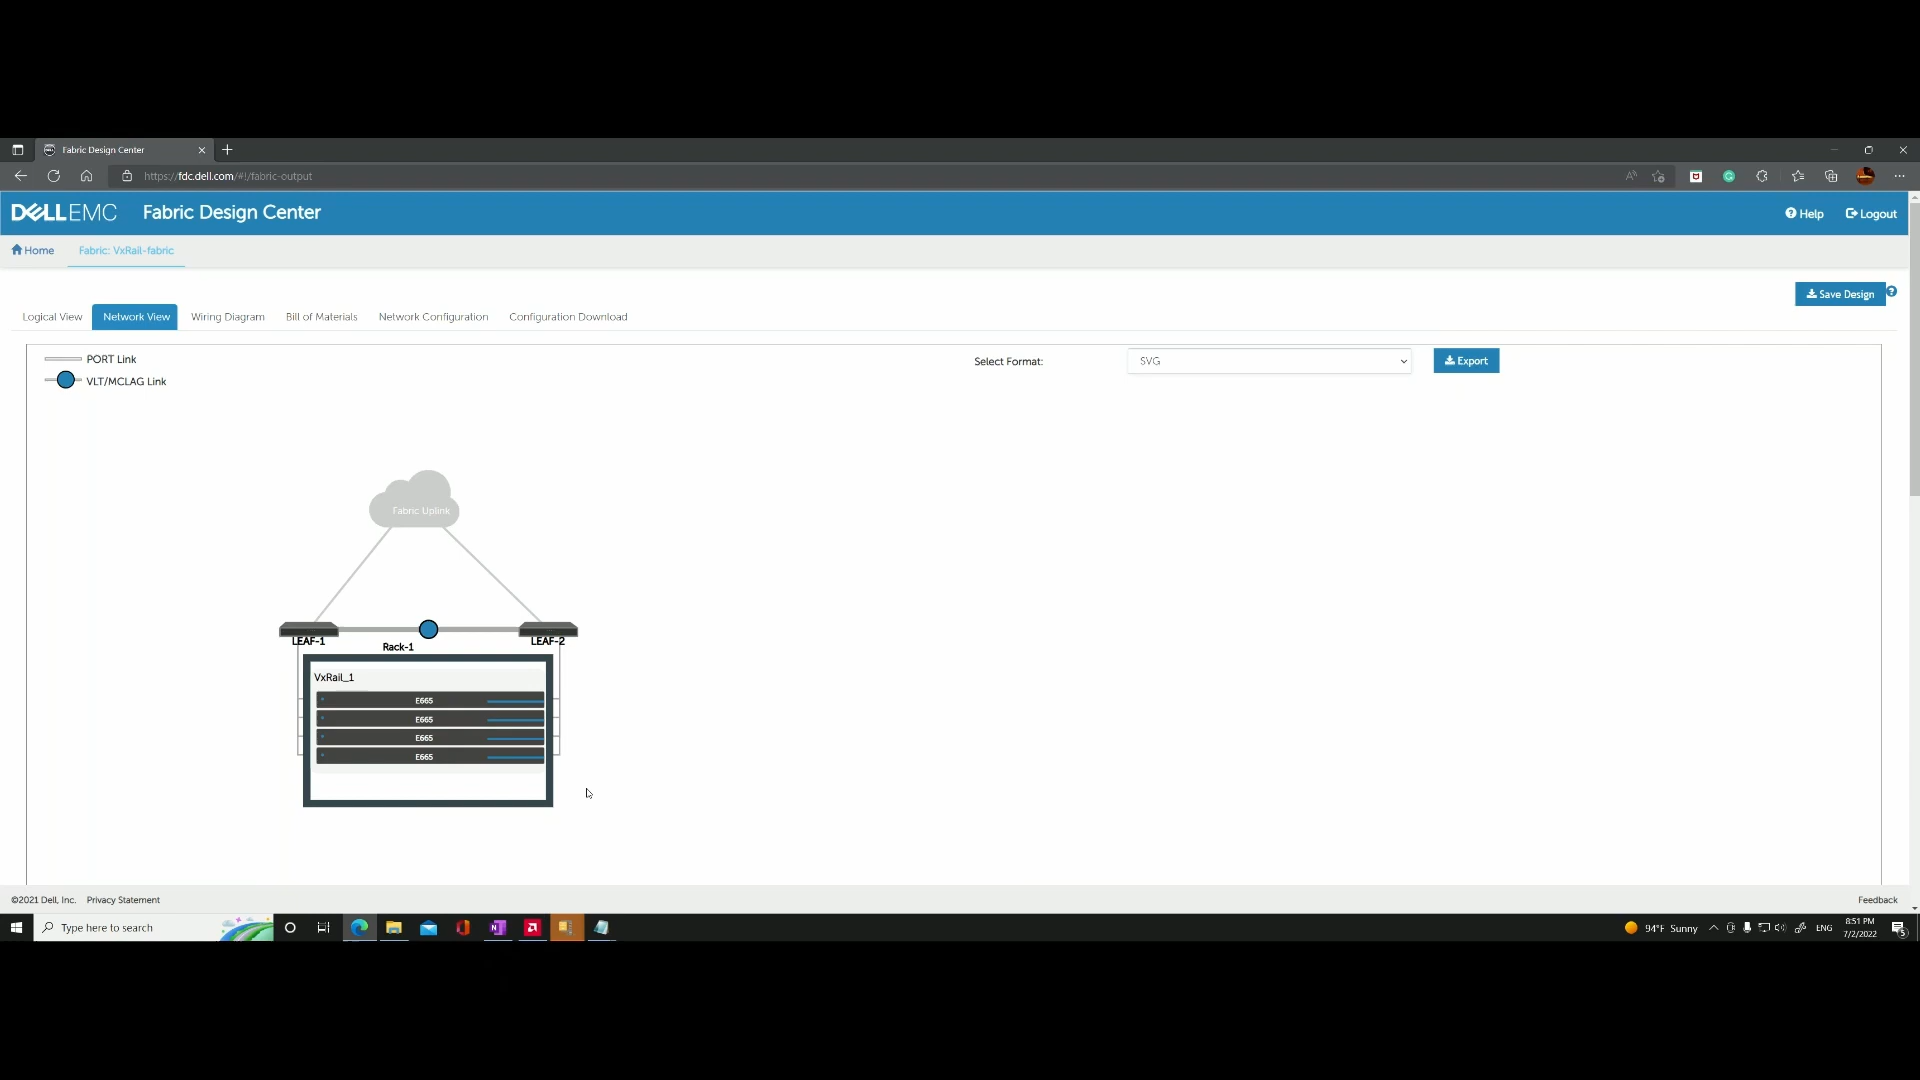 Fabric Design Center
https://fdc.dell.com/#!/fabric-output
DELLEMC Fabric Design Center
Help Logout
Home Fabric: VxRail-fabric
Save Design
Logical View Network View Wiring Diagram Bill of Materials Network Configuration Configuration Download
PORT Link
Select Format: SVG Export
VLT/MCLAG Link
Fabric Uplink
LEAF-1 LEAF-2
Rack-1
VxRail_1
E665
E665
E665
E665
©2021 Dell, Inc. Privacy Statement Feedback
Type here to search
94°F Sunny ENG
8:51 PM
7/2/2022
5